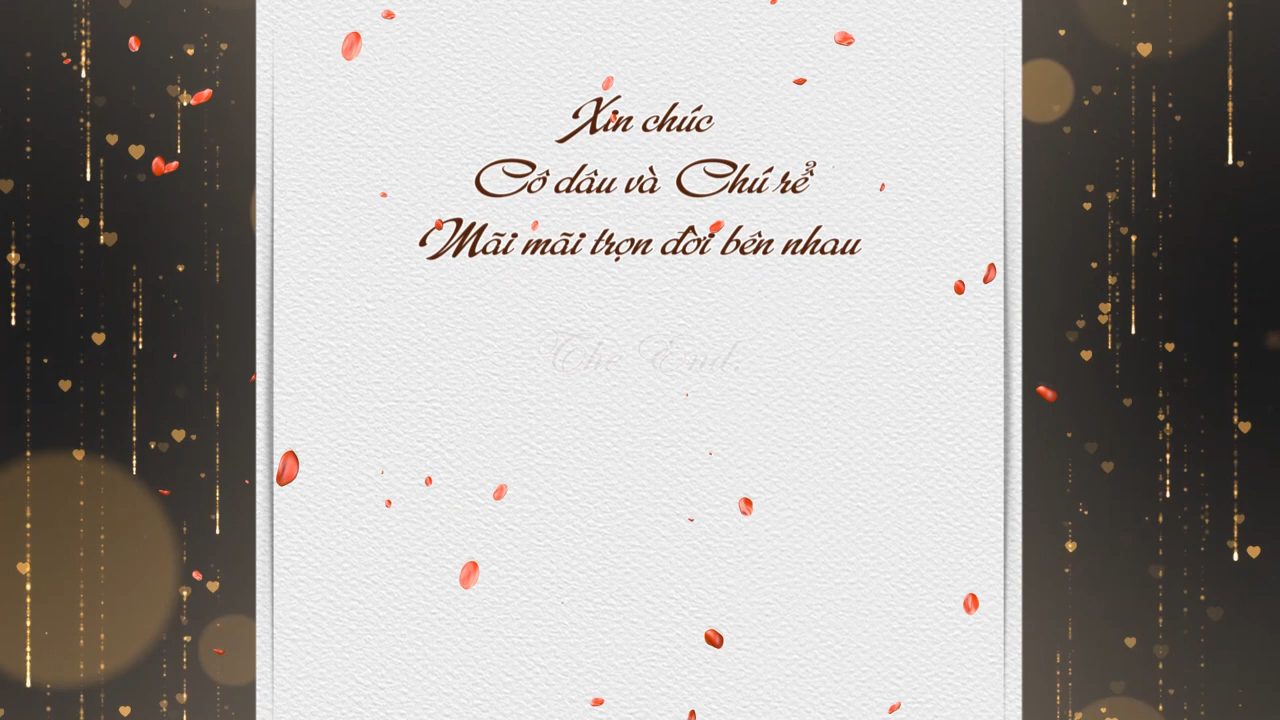 Xin chúc
Cô dâu và Chú rể
Mãi mãi trọn đời bên nhau
The End.